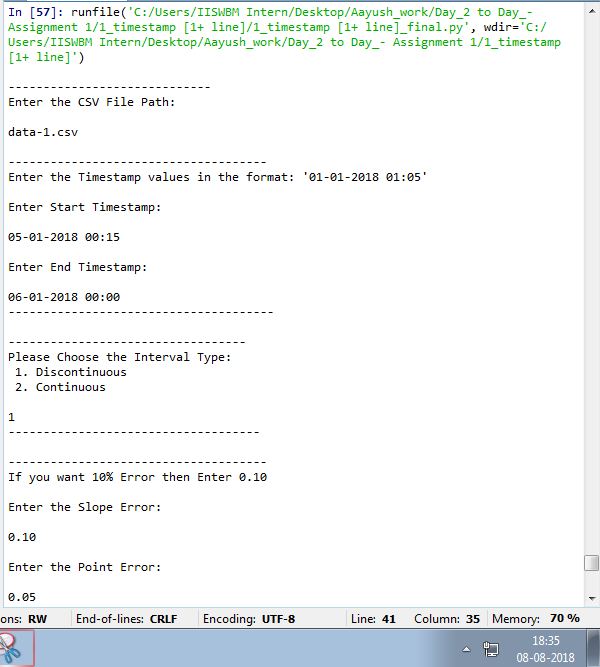 In [57]: runfile('C:/Users/IISWBM Intern/Desktop/Aayush_work/Day_2 to Day_-
Assignment 1/1_timestamp [1+ line]/1_timestamp [1+ line]_final.py', wdir='C:/
Users/IISWBM Intern/Desktop/Aayush_work/Day_2 to Day_- Assignment 1/1_timestamp
[1+ line]')
-----------------------------
Enter the CSV File Path:
data-1.csv
-------------------------------------
Enter the Timestamp values in the format: '01-01-2018 01:05'
Enter Start Timestamp:
05-01-2018 00:15
Enter End Timestamp:
06-01-2018 00:00
--------------------------------------
----------------------------------
Please Choose the Interval Type:
1. Discontinuous
2. Continuous
1
------------------------------------
-------------------------------------
If you want 10% Error then Enter 0.10
Enter the Slope Error:
0.10
Enter the Point Error:
0.05
ons: RW End-of-lines: CRLF Encoding: UTF-8 Line: 41 Column: 35 Memory: 70 %
18:35
08-08-2018